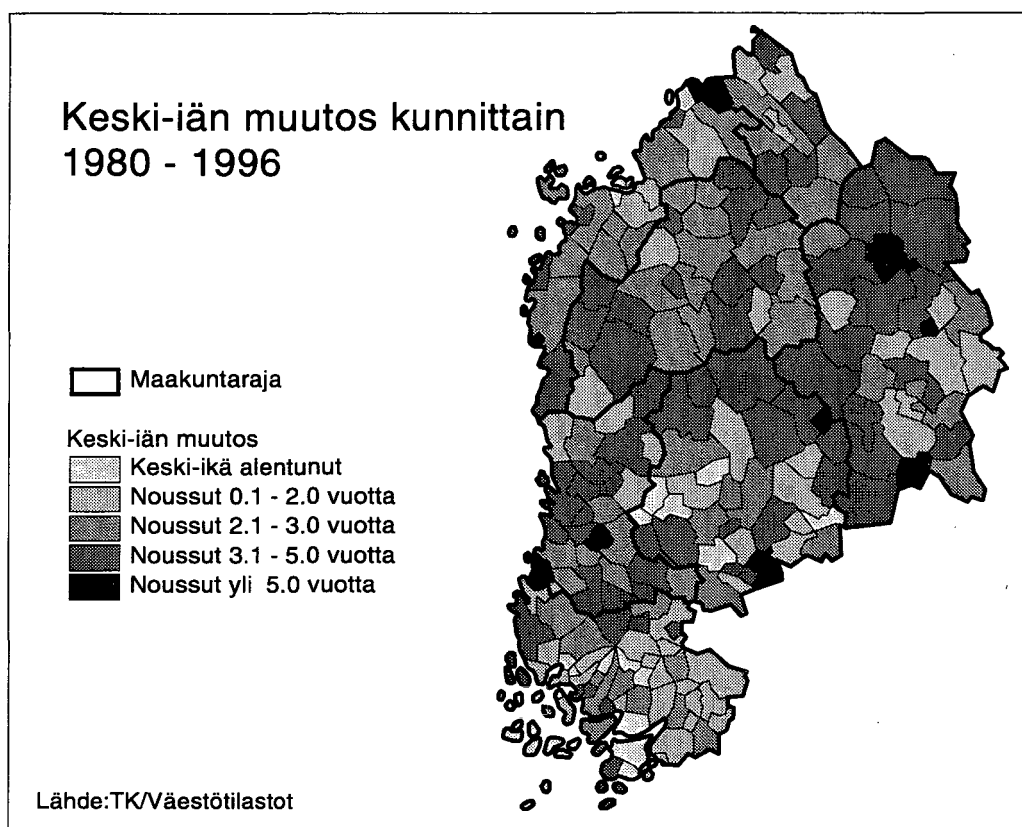 Keski-iän muutos kunnittain
1980 - 1996
Maakuntaraja
Keski-iän muutos
Keski-ikä alentunut
Noussut 0.1 - 2.0 vuotta
Noussut 2.1 - 3.0 vuotta
Noussut 3.1 - 5.0 vuotta
Noussut yli 5.0 vuotta
Lähde:TK/Väestötilastot